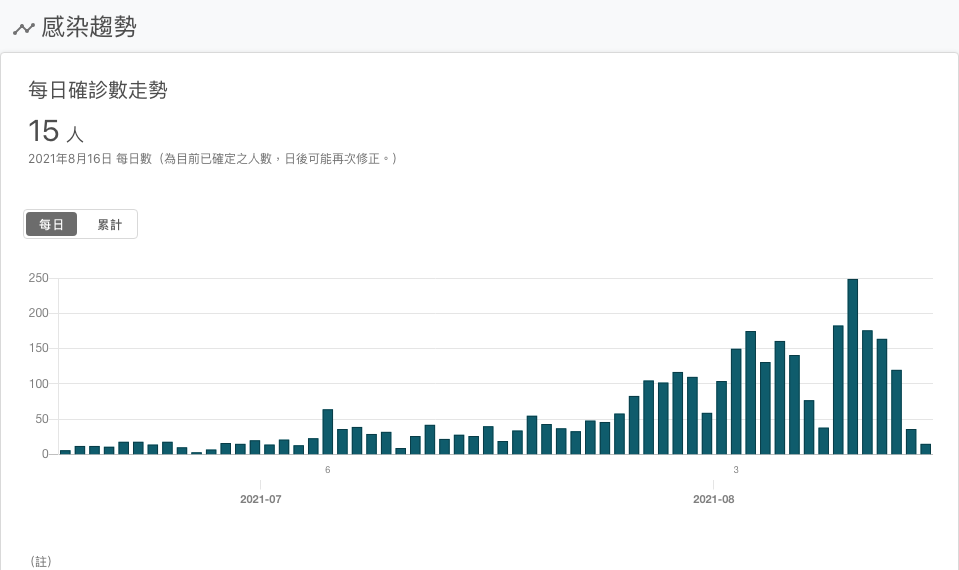 感染趨勢
每日確診數走勢
15 人
2021年8月16日 每日數（為目前已確定之人數，日後可能再次修正。）
每日 累計
250
200
150
100
50
0
6 3
2021-07 2021-08
（註）